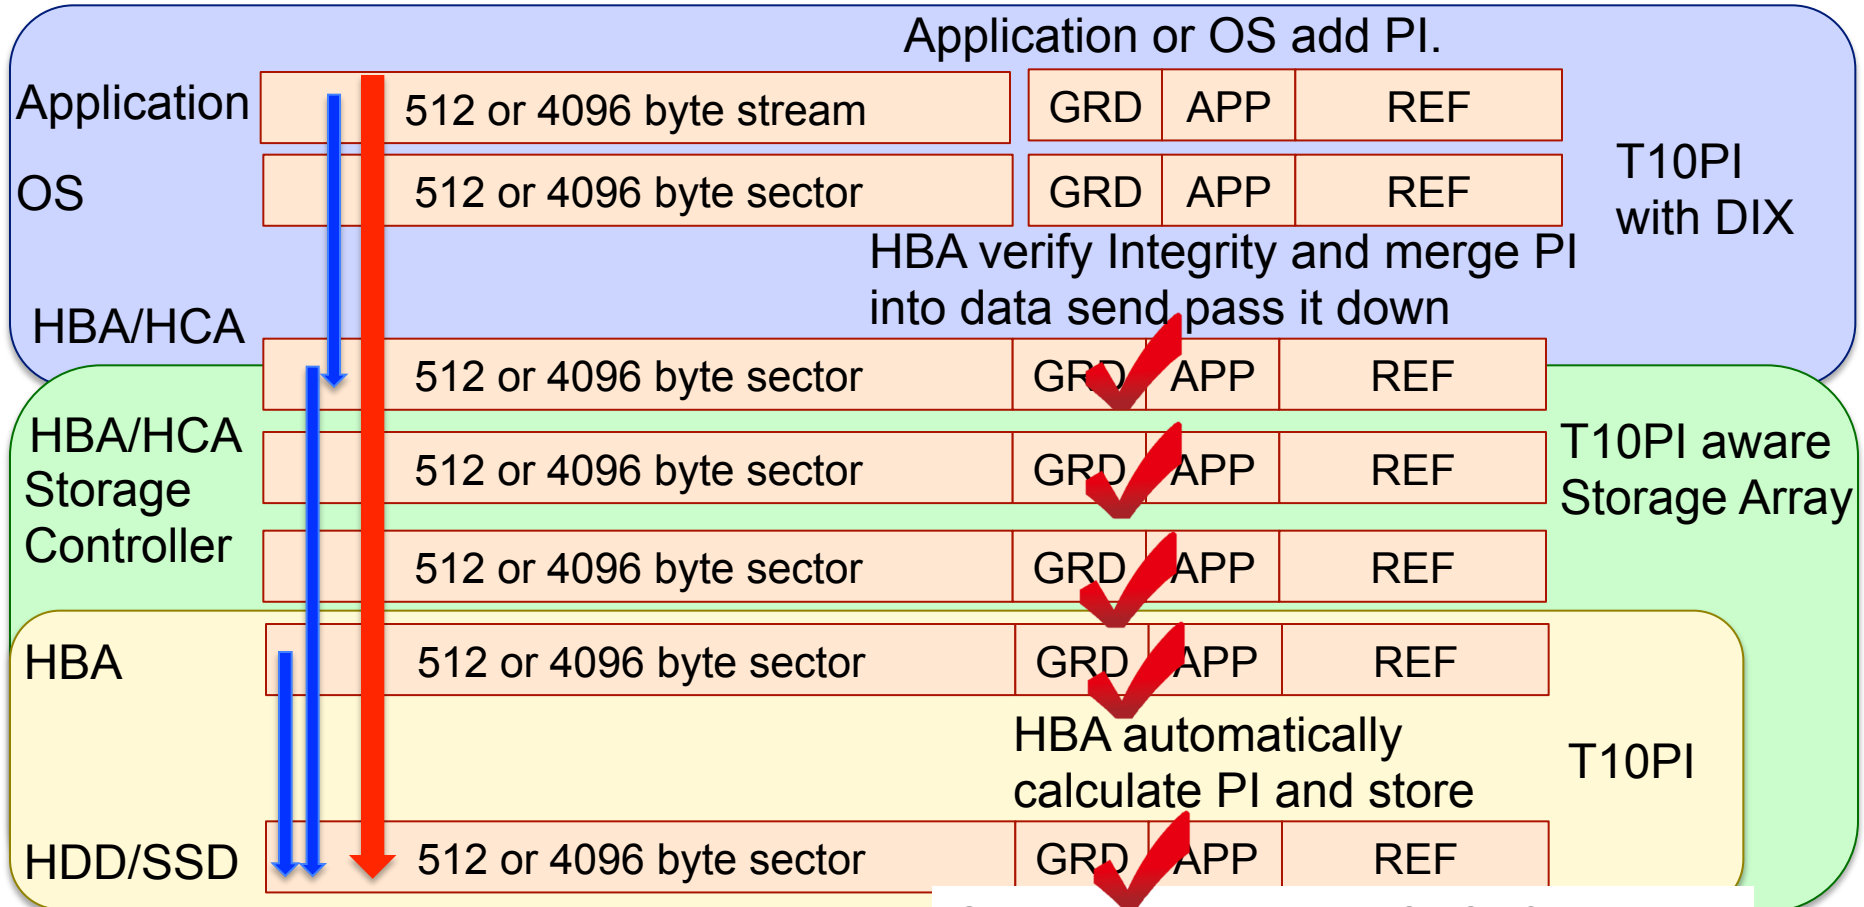 Application or OS add PI.
Application 512 or 4096 byte stream GRD APP REF
OS 512 or 4096 byte sector GRD APP REF
T10PI
with DIX
HBA verify Integrity and merge PI
into data send pass it down
HBA/HCA
512 or 4096 byte sector GRD APP REF
HBA/HCA
Storage
Controller
512 or 4096 byte sector GRD APP REF
T10PI aware
Storage Array
512 or 4096 byte sector GRD APP REF
HBA 512 or 4096 byte sector GRD APP REF
HBA automatically
calculate PI and store
T10PI
HDD/SSD 512 or 4096 byte sector GRD APP REF